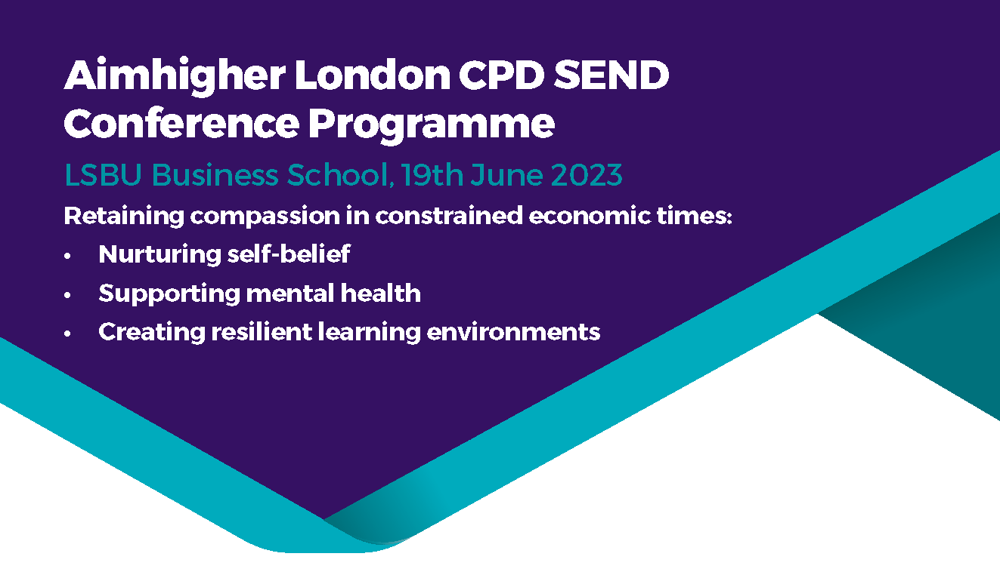 Aimhigher London CPD SEND
Conference Programme
LSBU Business School, 19th June 2023
Retaining compassion in constrained economic times:
• Nurturing self-belief
• Supporting mental health
• Creating resilient learning environments